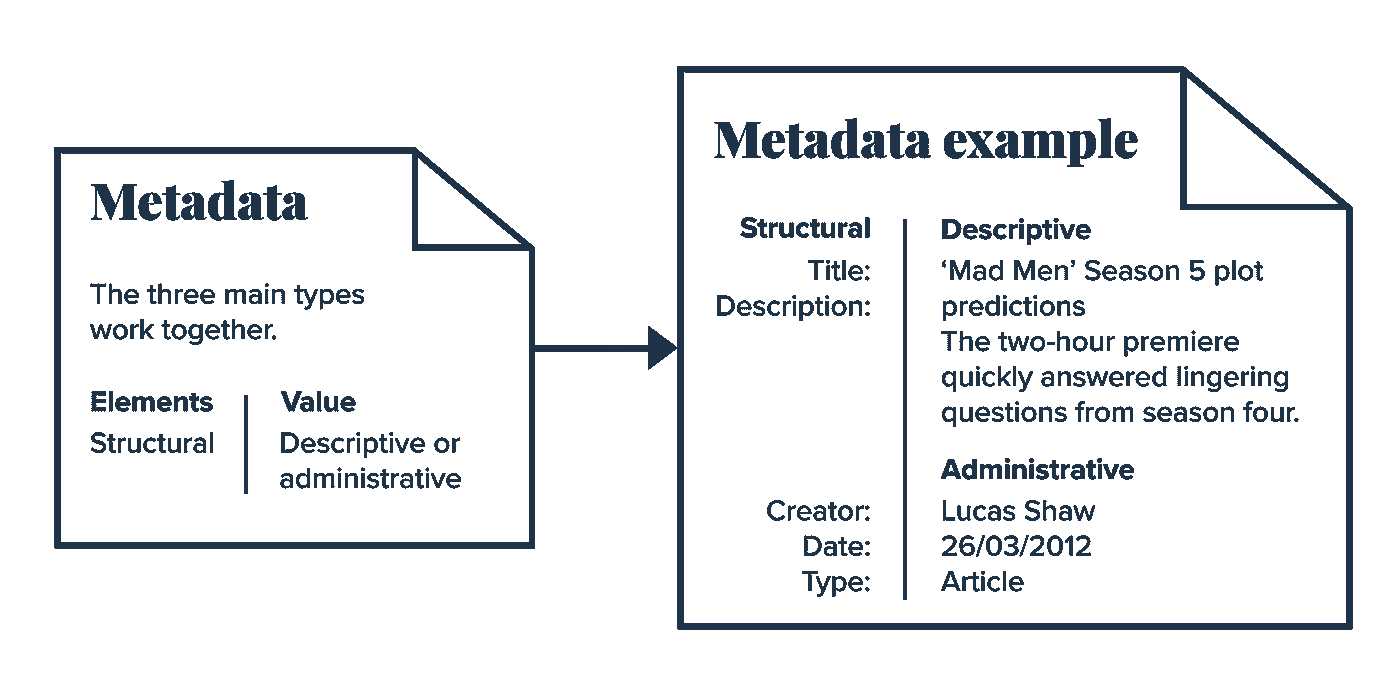 Metadata
The three main types
work together.
Elements Value
Structural Descriptive or
administrative
Metadata example
Structural Descriptive
Title: ‘Mad Men’ Season 5 plot
Description: predictions
The two-hour premiere
quickly answered lingering
questions from season four.
Administrative
Creator: Lucas Shaw
Date: 26/03/2012
Type: Article